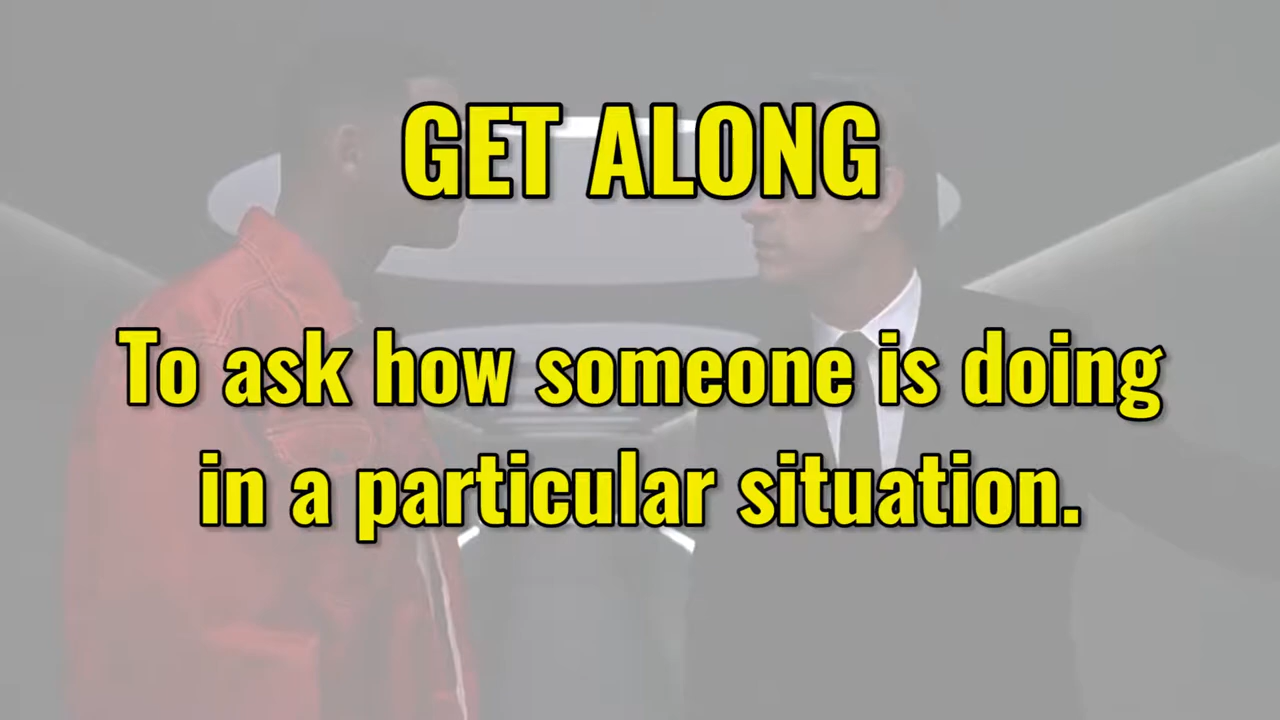 GET ALONG
To ask how someone is doing
in a particular situation.